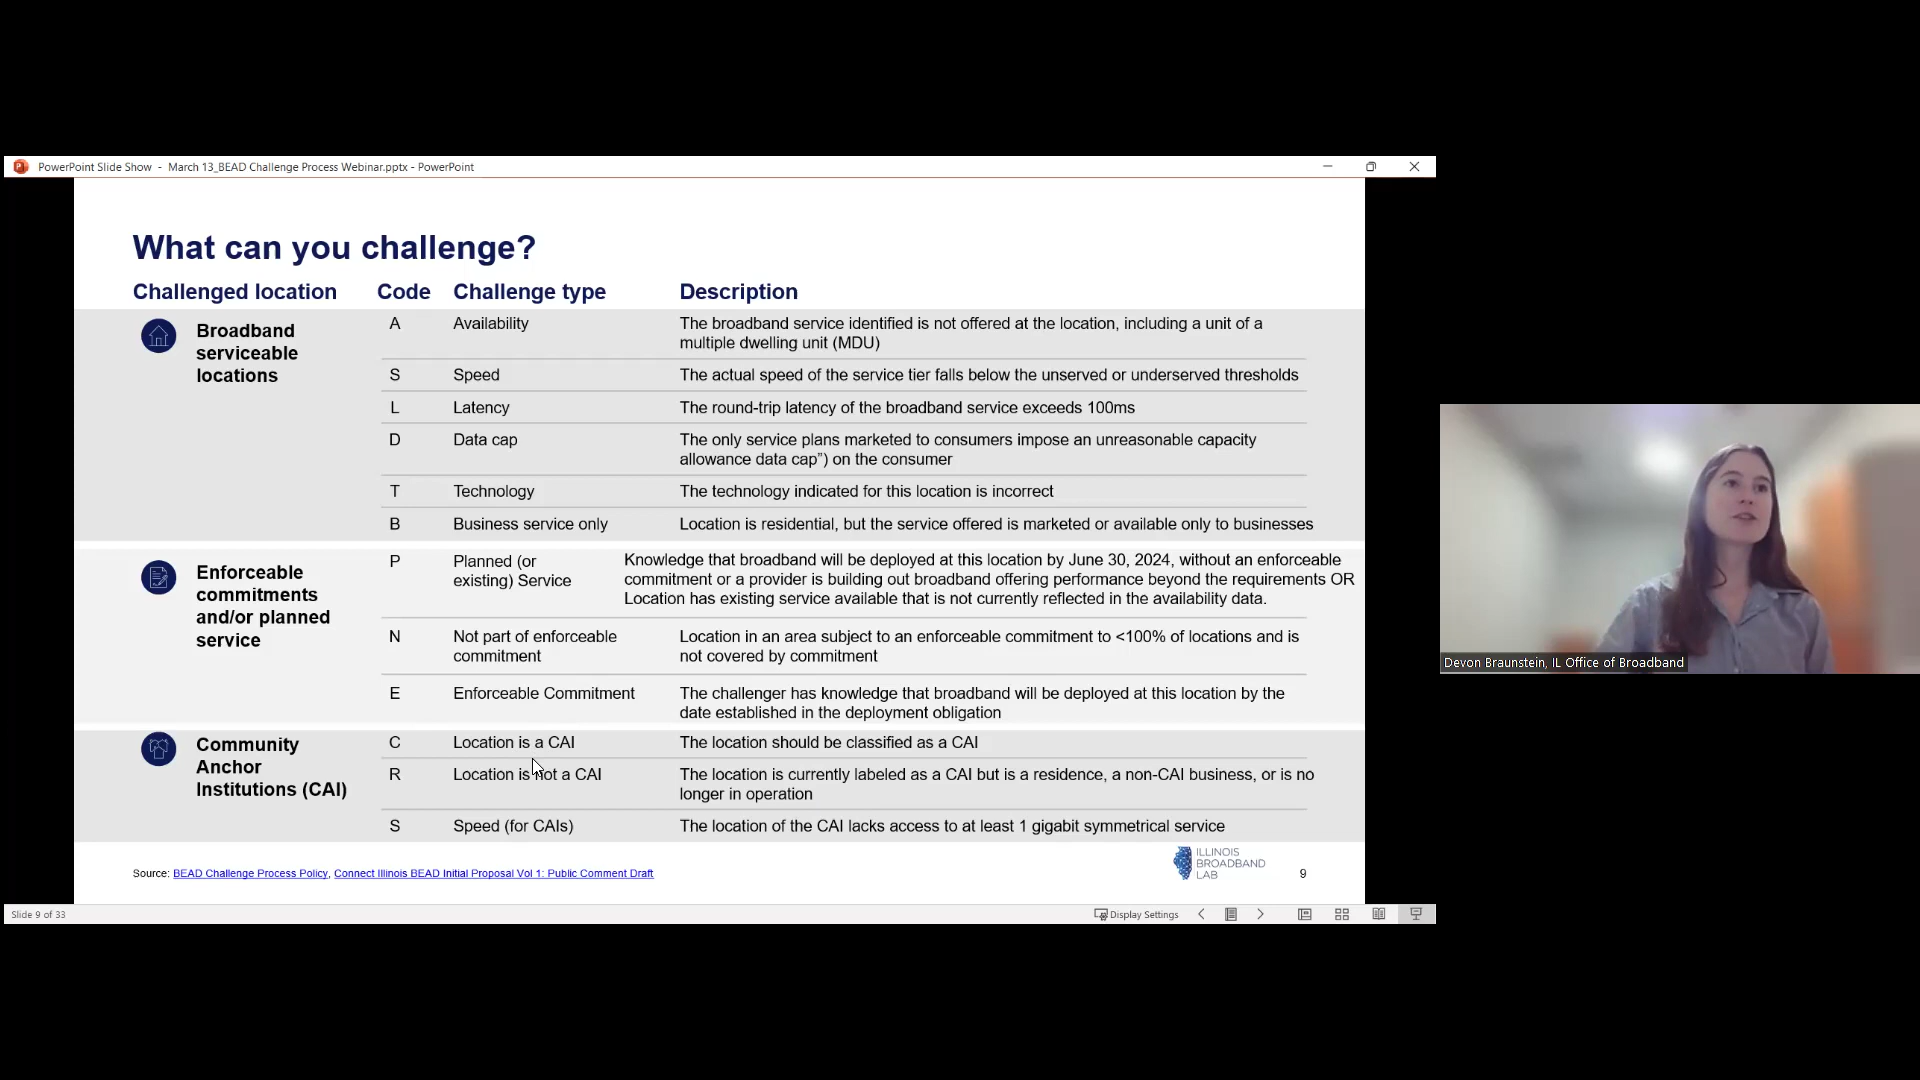 PowerPoint Slide Show - March 13_BEAD Challenge Process Webinar.pptx - PowerPoint
What can you challenge?
Challenged location Code Challenge type Description
Broadband
serviceable
locations
A Availability The broadband service identified is not offered at the location, including a unit of a
multiple dwelling unit (MDU)
S Speed The actual speed of the service tier falls below the unserved or underserved thresholds
L Latency The round-trip latency of the broadband service exceeds 100ms
D Data cap The only service plans marketed to consumers impose an unreasonable capacity
allowance data cap”) on the consumer
T Technology The technology indicated for this location is incorrect
B Business service only Location is residential, but the service offered is marketed or available only to businesses
Enforceable
commitments
and/or planned
service
P Planned (or
existing) Service
Knowledge that broadband will be deployed at this location by June 30, 2024, without an enforceable
commitment or a provider is building out broadband offering performance beyond the requirements OR
Location has existing service available that is not currently reflected in the availability data.
N Not part of enforceable
commitment
Location in an area subject to an enforceable commitment to <100% of locations and is
not covered by commitment
E Enforceable Commitment The challenger has knowledge that broadband will be deployed at this location by the
date established in the deployment obligation
Community
Anchor
Institutions (CAI)
C Location is a CAI The location should be classified as a CAI
R Location is not a CAI The location is currently labeled as a CAI but is a residence, a non-CAI business, or is no
longer in operation
S Speed (for CAIs) The location of the CAI lacks access to at least 1 gigabit symmetrical service
Source: BEAD Challenge Process Policy, Connect Illinois BEAD Initial Proposal Vol 1: Public Comment Draft
ILLINOIS
BROADBAND
LAB
9
Slide 9 of 33
Display Settings
Devon Braunstein, IL Office of Broadband